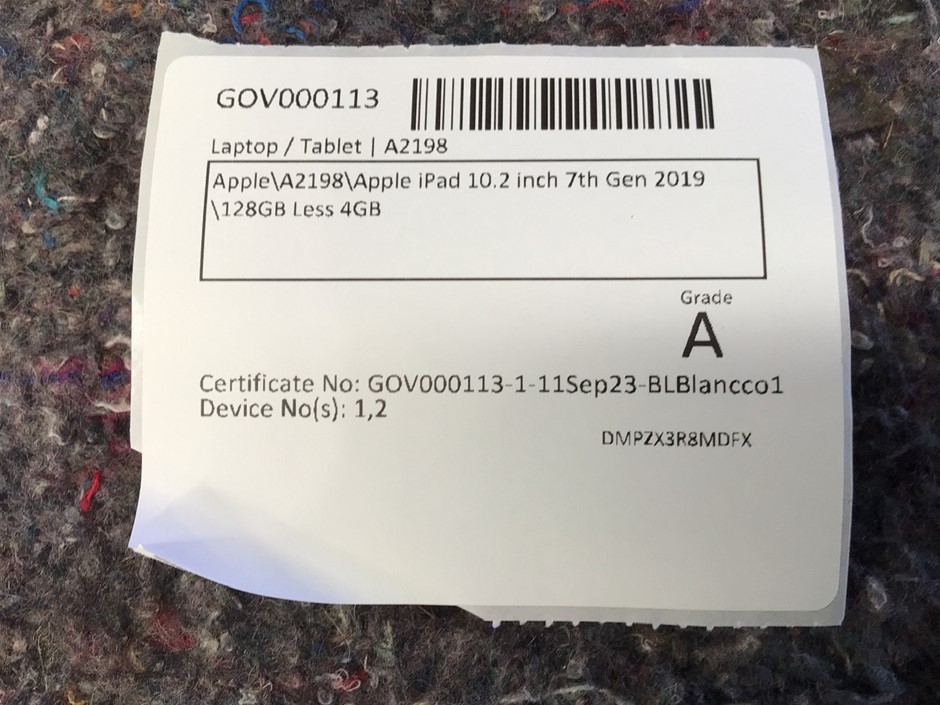 GOV000113
Laptop / Tablet | A2198
Apple\A2198\Apple iPad 10.2 inch 7th Gen 2019
\128GB Less 4GB
Grade
A
Certificate No: GOV000113-1-11Sep23-BLBlancco1
Device No(s): 1,2
DMPZX3R8MDFX